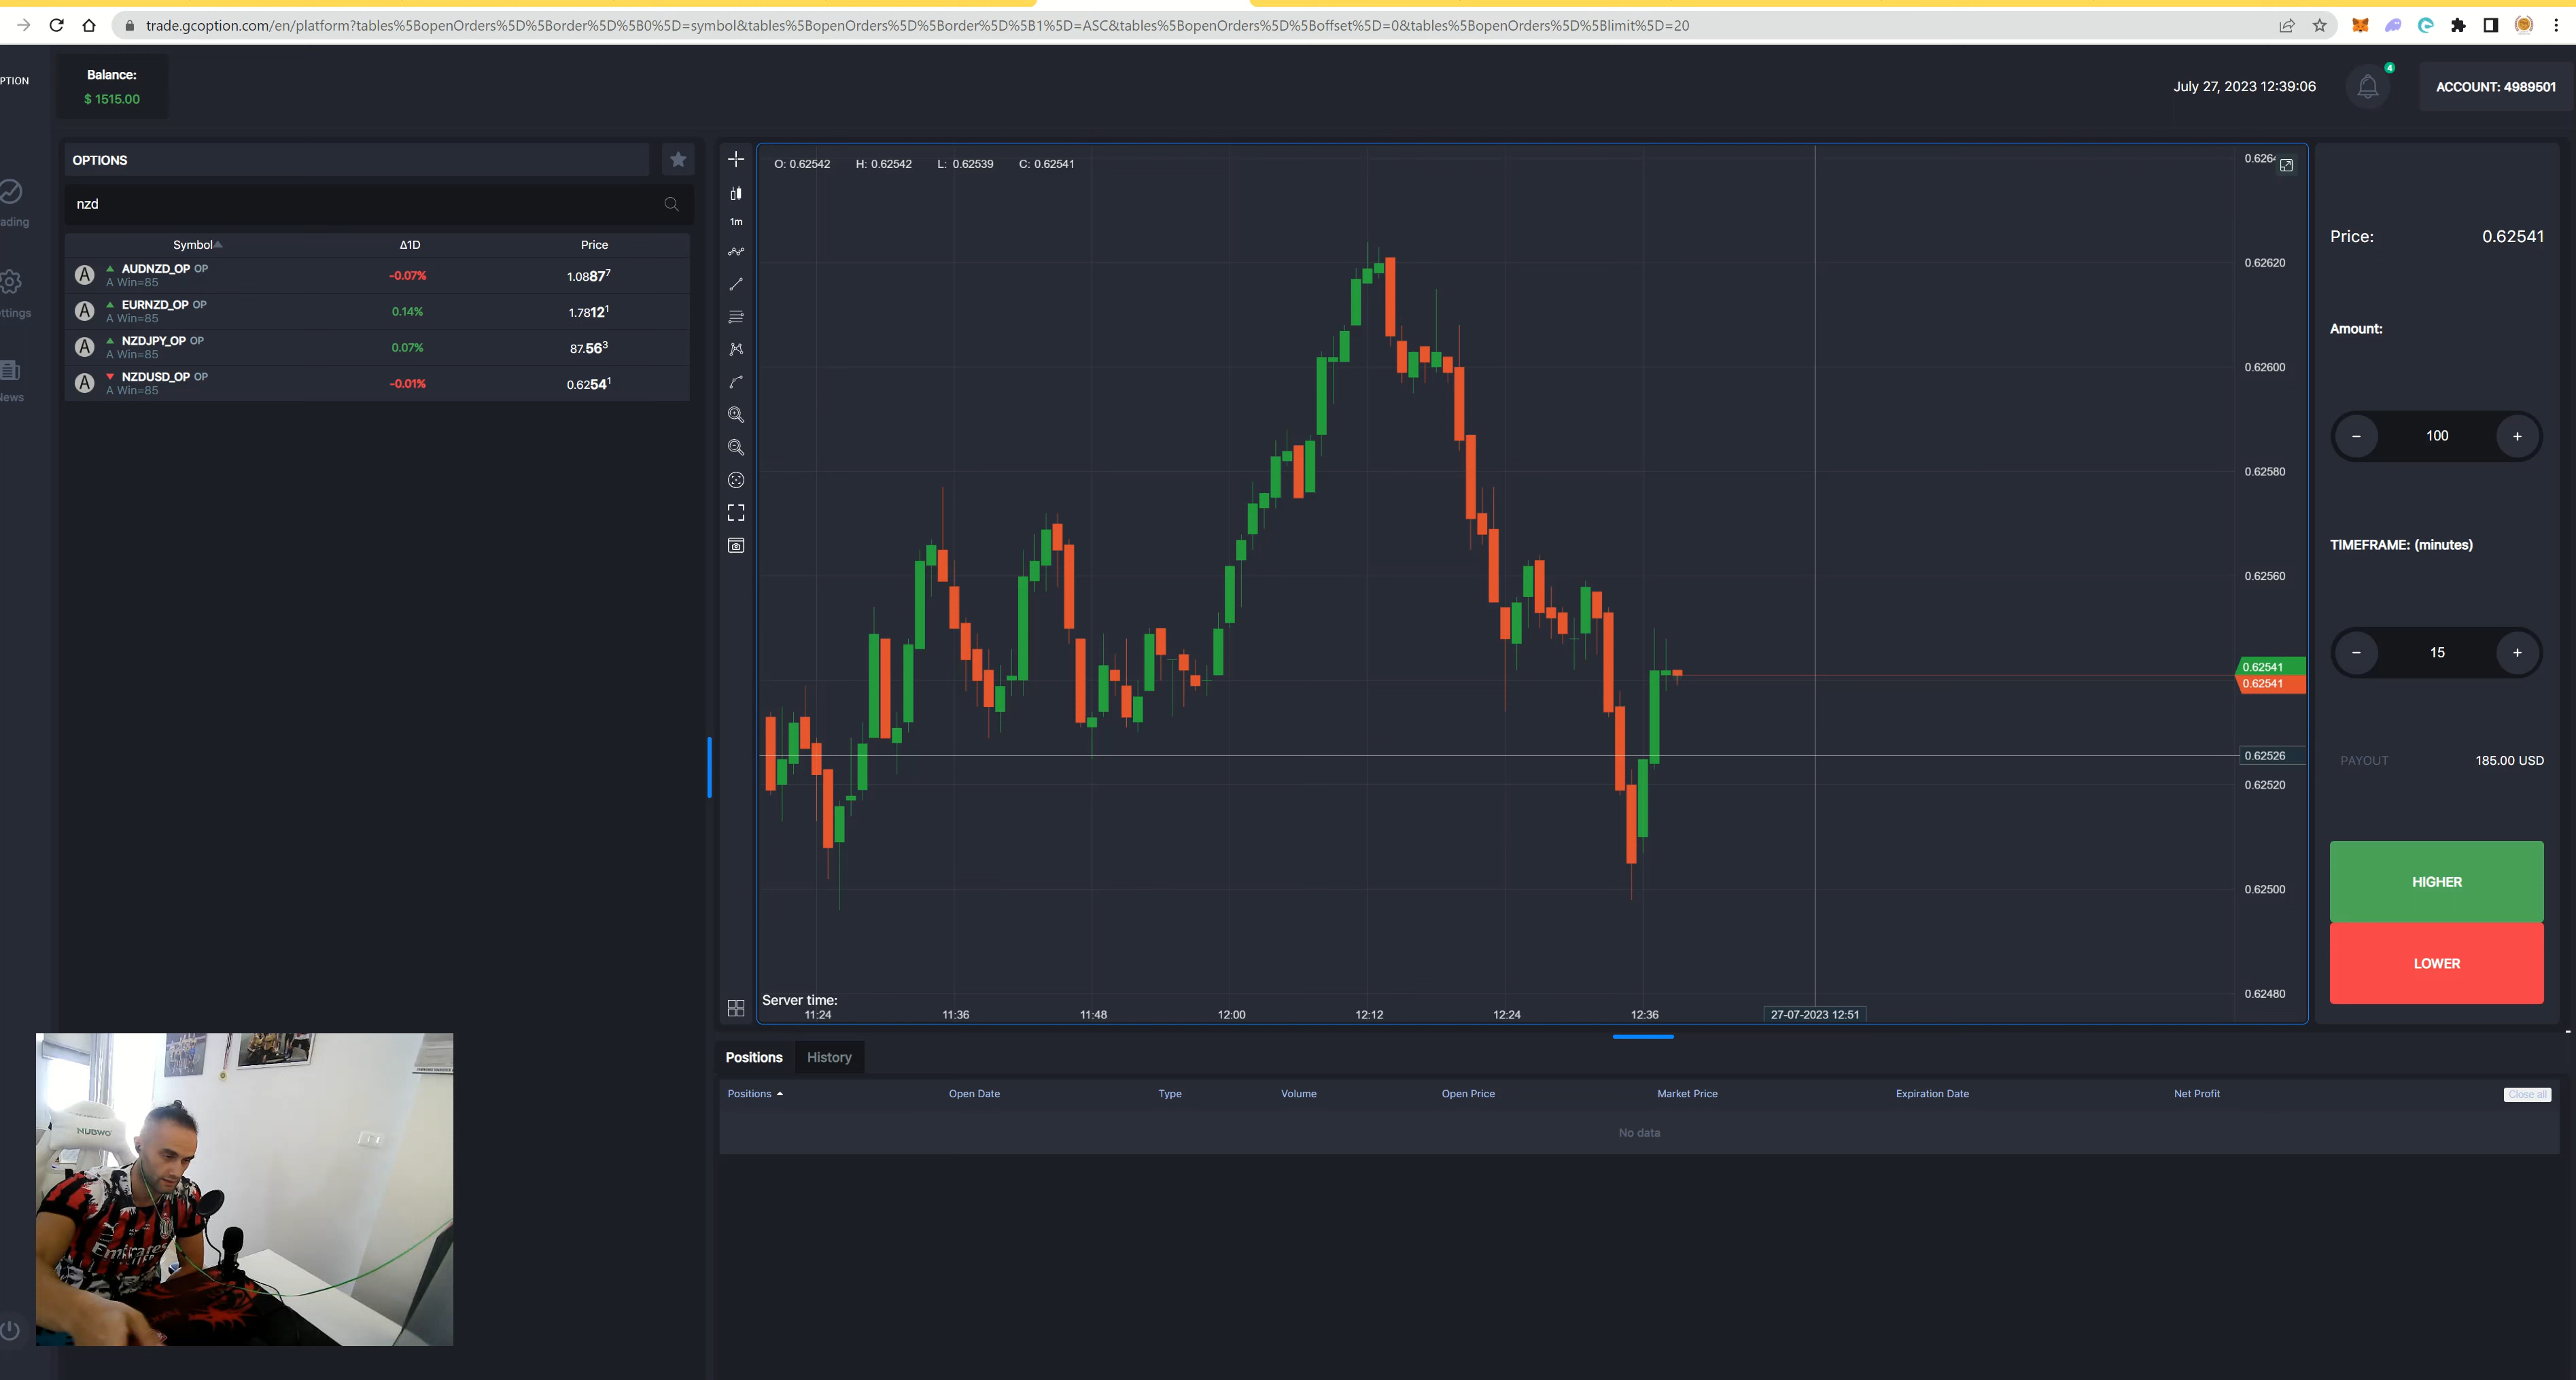 trade.gcoption.com/en/platform?tables%5BopenOrders%5D%5Border%5D%5B0%5D=symbol&tables%5BopenOrders%5D%5Border%5D%5B1%5D=ASC&tables%5BopenOrders%5D%5Boffset%5D=0&tables%5BopenOrders%5D%5Blimit%5D=20
PTION
Balance:
$ 1515.00
July 27, 2023 12:39:06
4
ACCOUNT: 4989501
ading
ttings
News
OPTIONS
nzd
Symbol Δ1D Price
A AUDNZD_OP OP -0.07% 1.08877
A Win=85
A EURNZD_OP OP 0.14% 1.78121
A Win=85
A NZDJPY_OP OP 0.07% 87.563
A Win=85
A NZDUSD_OP OP -0.01% 0.62541
A Win=85
1m
O: 0.62542 H: 0.62542 L: 0.62539 C: 0.62541
0.6264
0.62620
0.62600
0.62580
0.62560
0.62541
0.62541
0.62526
0.62520
0.62500
0.62480
Server time:
11:24 11:36 11:48 12:00 12:12 12:24 12:36 27-07-2023 12:51
Price: 0.62541
Amount:
− 100 +
TIMEFRAME: (minutes)
− 15 +
PAYOUT 185.00 USD
HIGHER
LOWER
Positions History
Positions Open Date Type Volume Open Price Market Price Expiration Date Net Profit Close all
No data
NUBWO
Emirates